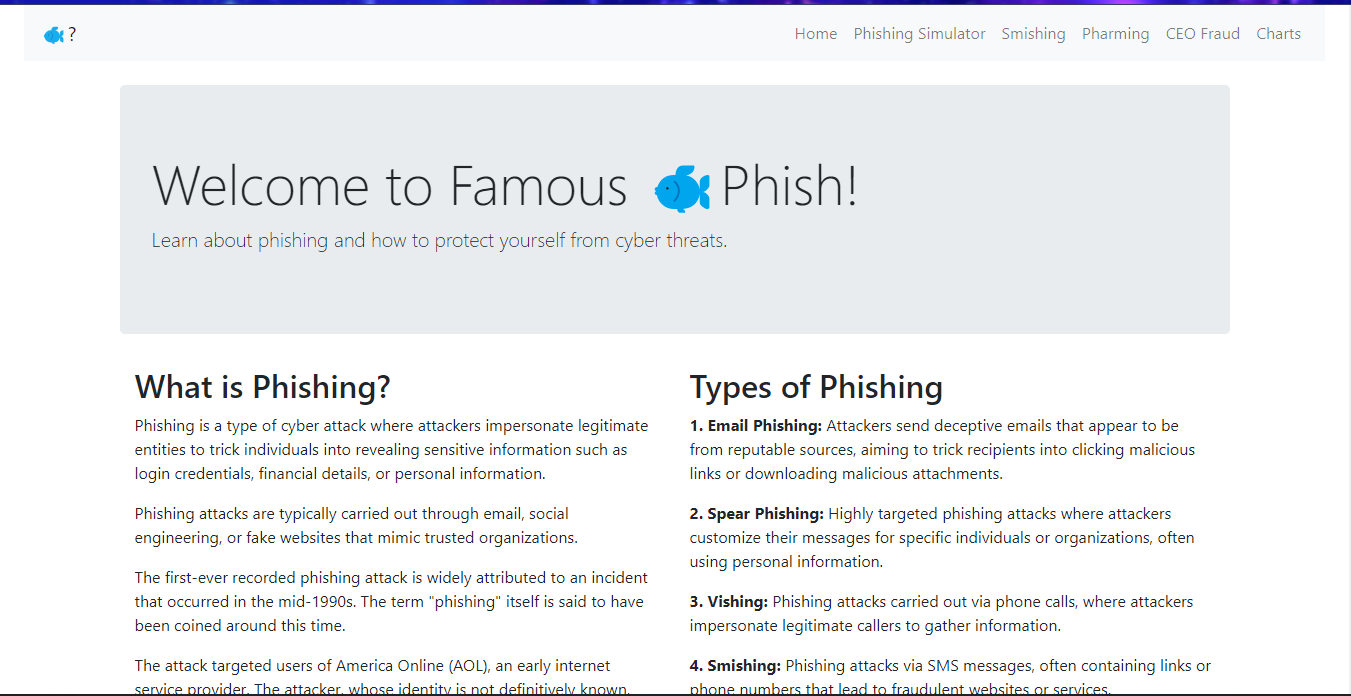 ?
Home Phishing Simulator Smishing Pharming CEO Fraud Charts
Welcome to Famous Phish!
Learn about phishing and how to protect yourself from cyber threats.
What is Phishing?
Phishing is a type of cyber attack where attackers impersonate legitimate
entities to trick individuals into revealing sensitive information such as
login credentials, financial details, or personal information.
Phishing attacks are typically carried out through email, social
engineering, or fake websites that mimic trusted organizations.
The first-ever recorded phishing attack is widely attributed to an incident
that occurred in the mid-1990s. The term "phishing" itself is said to have
been coined around this time.
The attack targeted users of America Online (AOL), an early internet
service provider. The attacker, whose identity is not definitively known,
Types of Phishing
1. Email Phishing: Attackers send deceptive emails that appear to be
from reputable sources, aiming to trick recipients into clicking malicious
links or downloading malicious attachments.
2. Spear Phishing: Highly targeted phishing attacks where attackers
customize their messages for specific individuals or organizations, often
using personal information.
3. Vishing: Phishing attacks carried out via phone calls, where attackers
impersonate legitimate callers to gather information.
4. Smishing: Phishing attacks via SMS messages, often containing links or
phone numbers that lead to fraudulent websites or services.